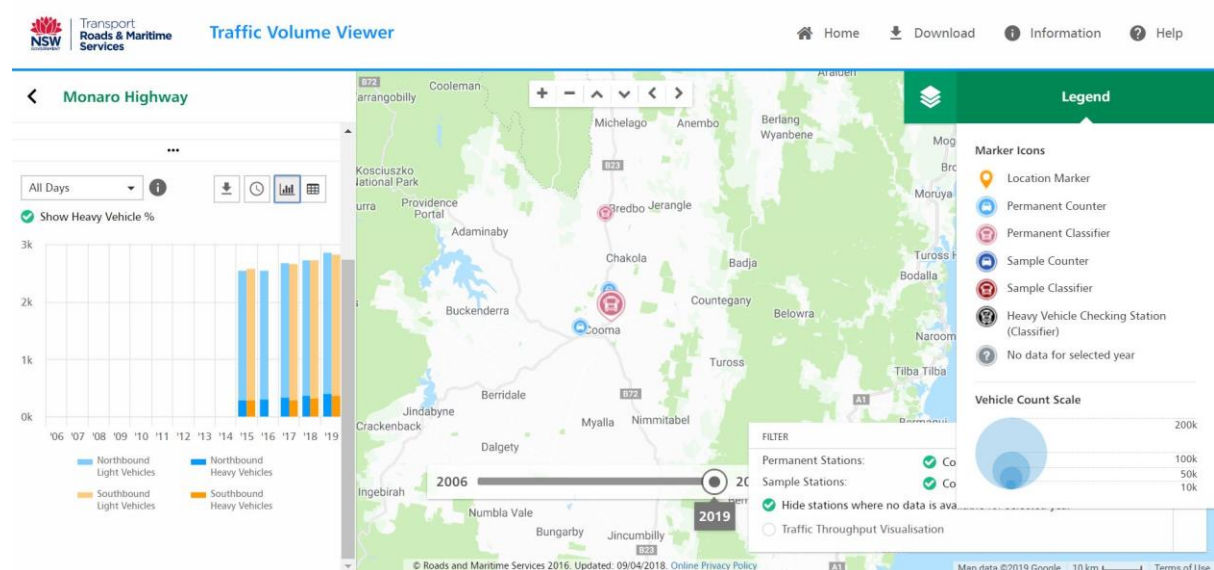 NSW
GOVERNMENT
Transport
Roads & Maritime
Services
Traffic Volume Viewer
Home
Download
Information
Help
Monaro Highway
...
All Days
Show Heavy Vehicle %
3k
2k
1k
0k
'06 '07 '08 '09 '10 '11 '12 '13 '14 '15 '16 '17 '18 '19
Northbound
Light Vehicles
Northbound
Heavy Vehicles
Southbound
Light Vehicles
Southbound
Heavy Vehicles
B72
Cooleman
arrangobilly
Michelago
Anembo
Berlang
Wyanbene
B23
Kosciuszko
National Park
urra
Providence
Portal
Bredbo
Jerangle
Adaminaby
Chakola
Badja
Buckenderra
Countegany
Belowra
Cooma
Tuross
Berridale
B72
Jindabyne
Crackenback
Myalla
Nimmitabel
Dalgety
Ingebirah
Numbla Vale
Bungarby
Jincumbilly
B23
Mog
Moruya
Tuross H
Bodalla
Naroom
Tilba Tilba
A1
2006
2019
Legend
Marker Icons
Location Marker
Permanent Counter
Permanent Classifier
Sample Counter
Sample Classifier
Heavy Vehicle Checking Station
(Classifier)
No data for selected year
Vehicle Count Scale
200k
100k
50k
10k
FILTER
Permanent Stations: Co
Sample Stations: Co
Hide stations where no data is ava
Traffic Throughput Visualisation
© Roads and Maritime Services 2016. Updated: 09/04/2018. Online Privacy Policy
A1
Map data ©2019 Google
10 km
Terms of Use